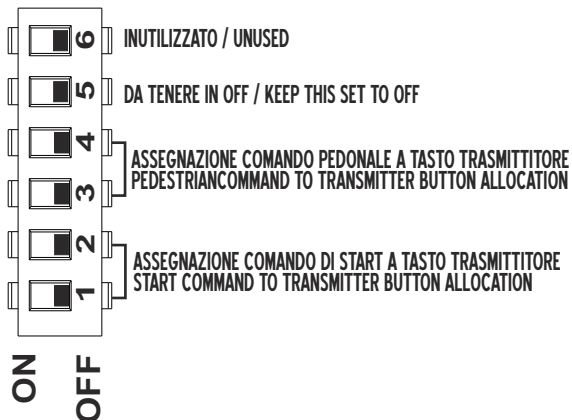 6 INUTILIZZATO / UNUSED
5 DA TENERE IN OFF / KEEP THIS SET TO OFF
4
ASSEGNAZIONE COMANDO PEDONALE A TASTO TRASMITTITORE
PEDESTRIANCOMMAND TO TRANSMITTER BUTTON ALLOCATION
3
2
ASSEGNAZIONE COMANDO DI START A TASTO TRASMITTITORE
START COMMAND TO TRANSMITTER BUTTON ALLOCATION
1
ON
OFF